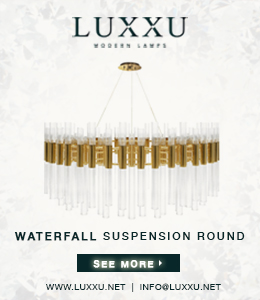 LUXXU
MODERN LAMPS
WATERFALL SUSPENSION ROUND
SEE MORE
WWW.LUXXU.NET | INFO@LUXXU.NET